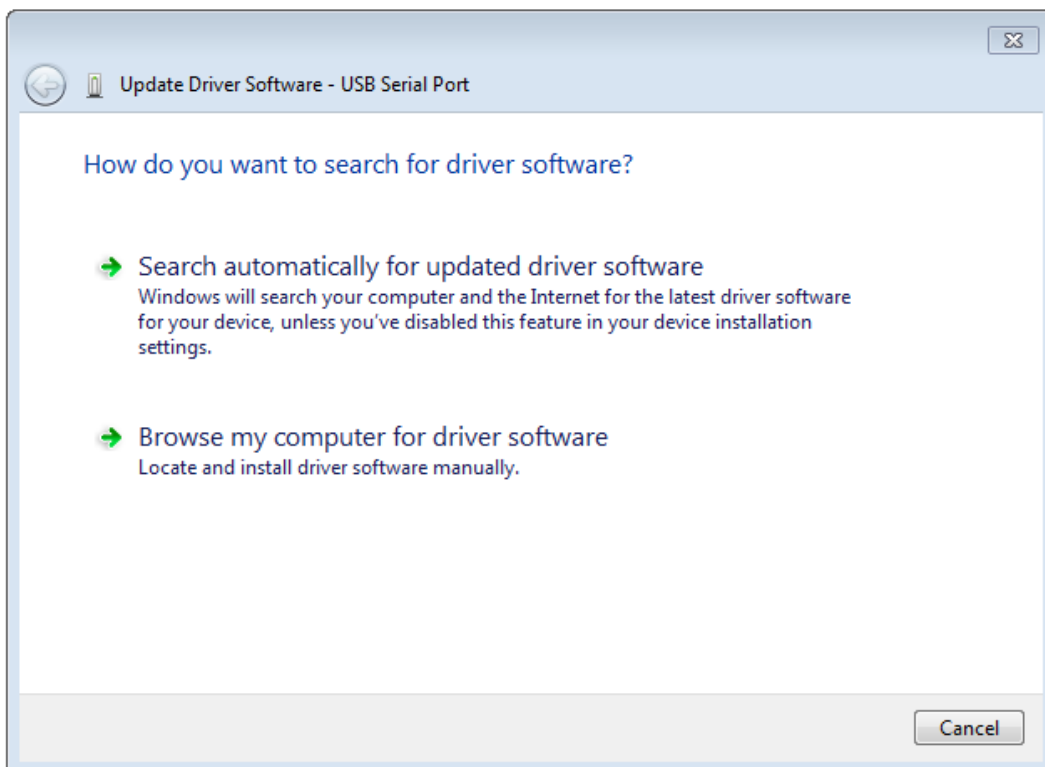 Update Driver Software - USB Serial Port
How do you want to search for driver software?
Search automatically for updated driver software
Windows will search your computer and the Internet for the latest driver software
for your device, unless you've disabled this feature in your device installation
settings.
Browse my computer for driver software
Locate and install driver software manually.
Cancel